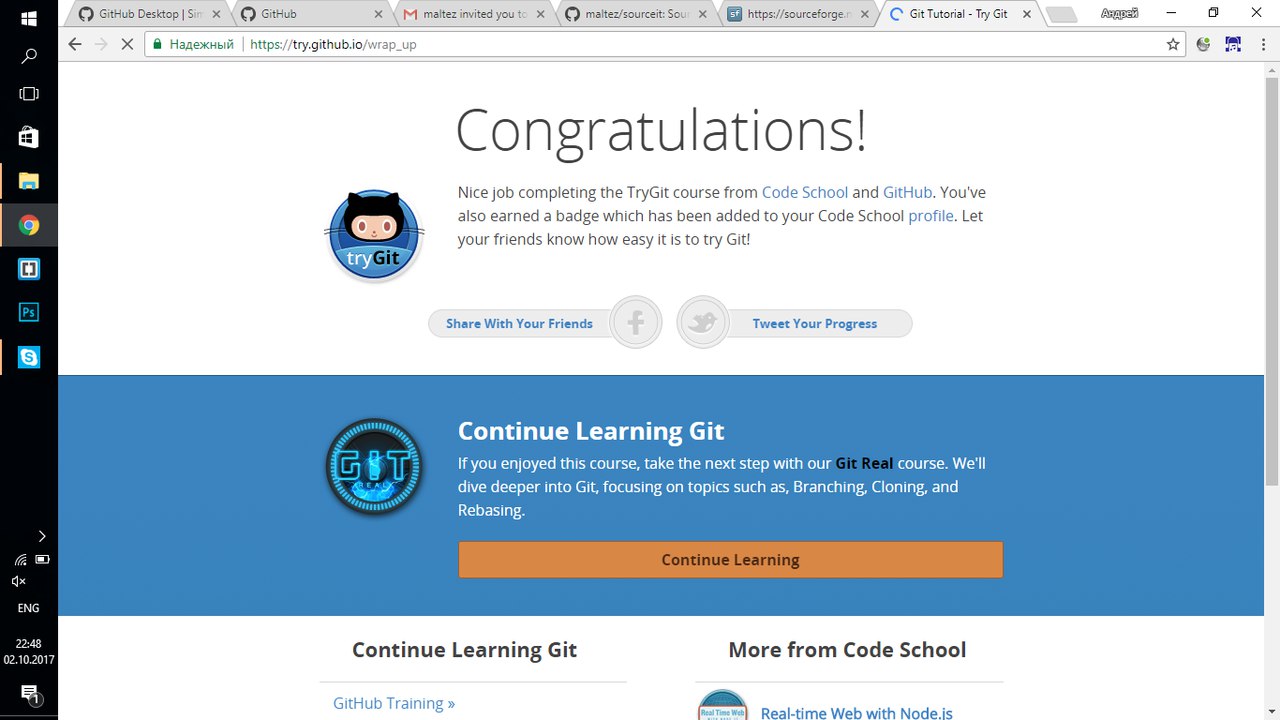 GitHub Desktop | Sim
GitHub
maltez invited you to
maltez/sourceit: Sour
https://sourceforge.n
Git Tutorial - Try Git
Андрей
Надежный
https://try.github.io/wrap_up
Congratulations!
Nice job completing the TryGit course from Code School and GitHub. You've
also earned a badge which has been added to your Code School profile. Let
your friends know how easy it is to try Git!
tryGit
Share With Your Friends
Tweet Your Progress
Continue Learning Git
If you enjoyed this course, take the next step with our Git Real course. We'll
dive deeper into Git, focusing on topics such as, Branching, Cloning, and
Rebasing.
GIT
REAL
Continue Learning
Continue Learning Git
More from Code School
GitHub Training »
Real Time Web
WITH NODE.JS
Real-time Web with Node.js
Ps
ENG
22:48
02.10.2017
1